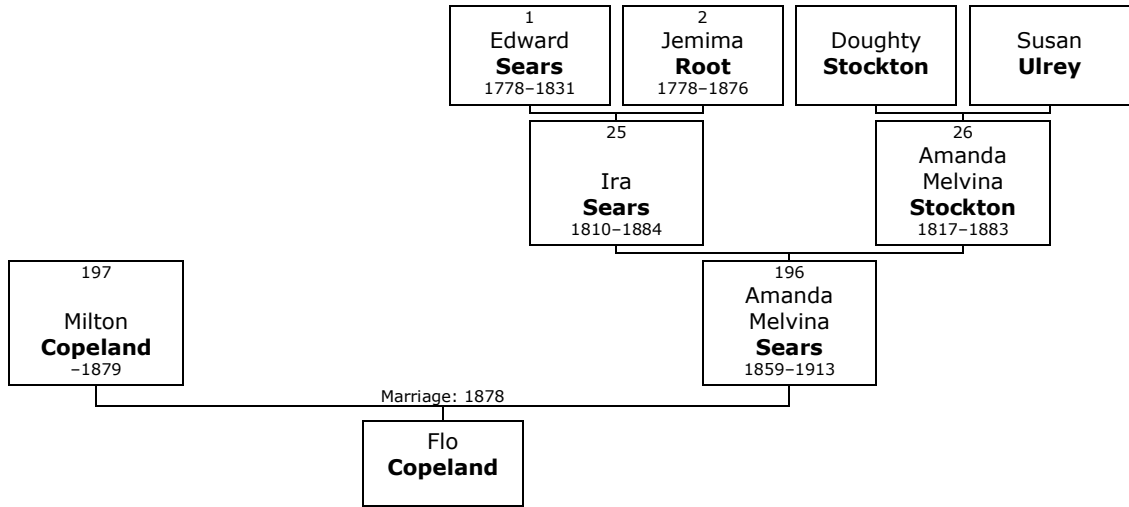 1
Edward
Sears
1778–1831
2
Jemima
Root
1778–1876
Doughty
Stockton
Susan
Ulrey
25
Ira
Sears
1810–1884
26
Amanda
Melvina
Stockton
1817–1883
197
Milton
Copeland
–1879
196
Amanda
Melvina
Sears
1859–1913
Marriage: 1878
Flo
Copeland